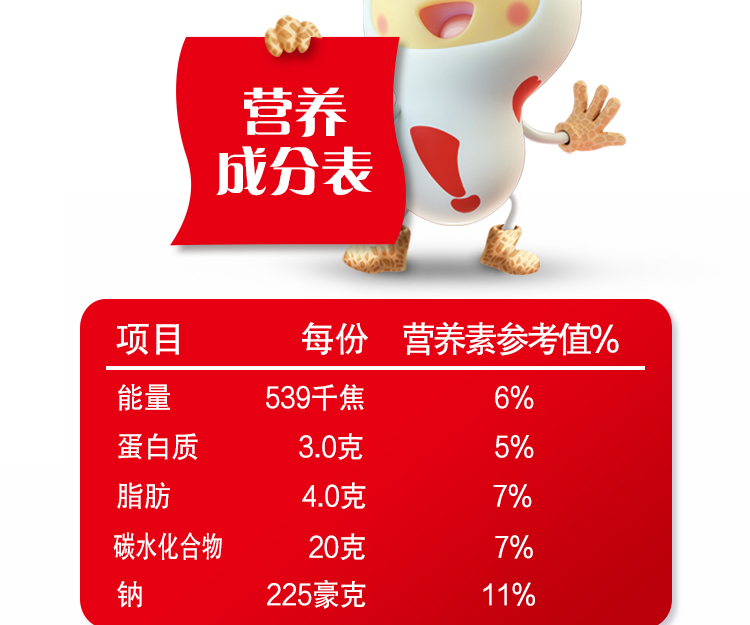 营养
成分表
项目 每份 营养素参考值%
能量 539千焦 6%
蛋白质 3.0克 5%
脂肪 4.0克 7%
碳水化合物 20克 7%
钠 225毫克 11%